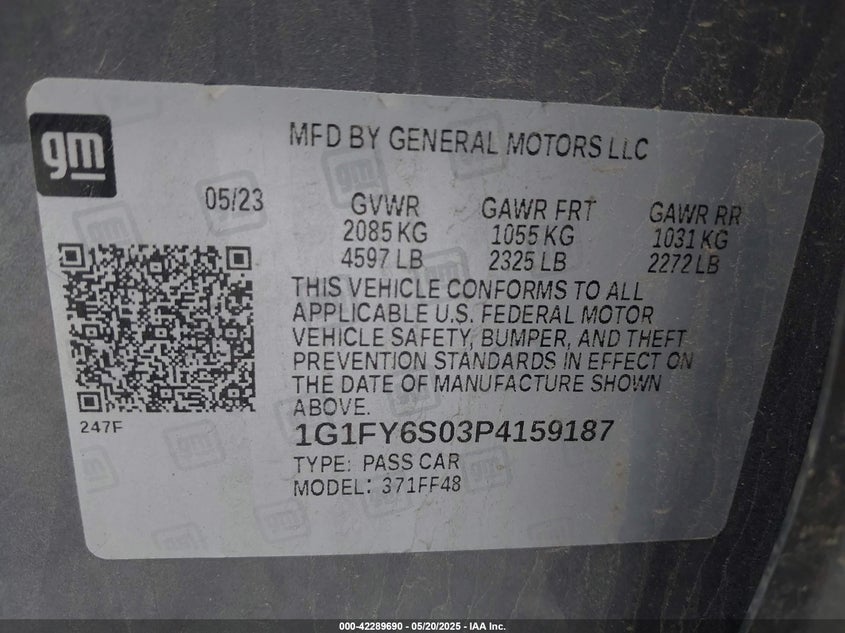 gm
MFD BY GENERAL MOTORS LLC
05/23
GVWR GAWR FRT GAWR RR
2085 KG 1055 KG 1031 KG
4597 LB 2325 LB 2272 LB
THIS VEHICLE CONFORMS TO ALL
APPLICABLE U.S. FEDERAL MOTOR
VEHICLE SAFETY, BUMPER, AND THEFT
PREVENTION STANDARDS IN EFFECT ON
THE DATE OF MANUFACTURE SHOWN
ABOVE.
247F
1G1FY6S03P4159187
TYPE: PASS CAR
MODEL: 371FF48
000-42289690 - 05/20/2025 - IAA Inc.